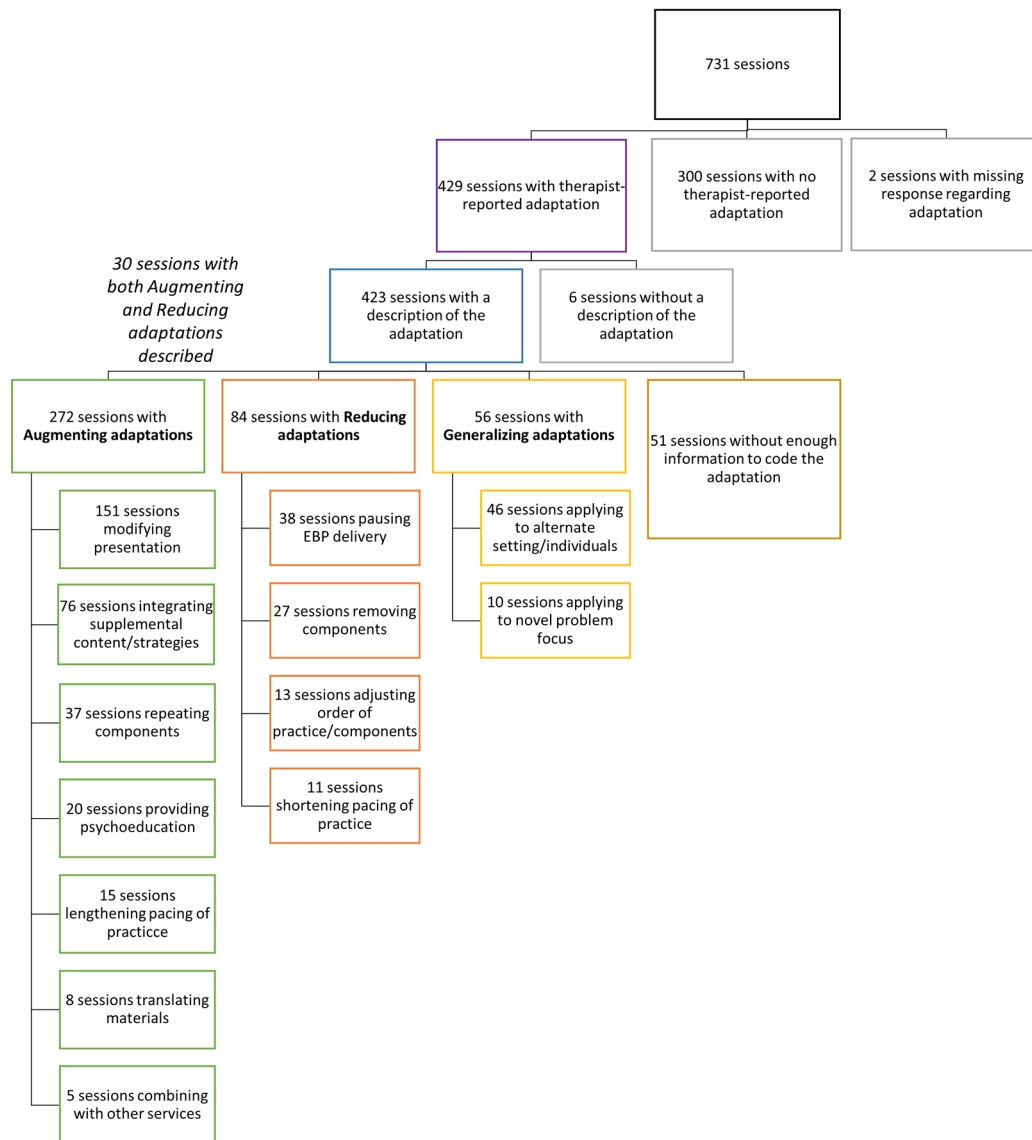 731 sessions
429 sessions with therapist-
reported adaptation
300 sessions with no
therapist-reported
adaptation
2 sessions with missing
response regarding
adaptation
30 sessions with
both Augmenting
and Reducing
adaptations
described
423 sessions with a
description of the
adaptation
6 sessions without a
description of the
adaptation
272 sessions with
Augmenting adaptations
84 sessions with Reducing
adaptations
56 sessions with
Generalizing adaptations
51 sessions without enough
information to code the
adaptation
151 sessions
modifying
presentation
76 sessions integrating
supplemental
content/strategies
37 sessions repeating
components
20 sessions providing
psychoeducation
15 sessions
lengthening pacing of
practicce
8 sessions translating
materials
5 sessions combining
with other services
38 sessions pausing
EBP delivery
27 sessions removing
components
13 sessions adjusting
order of
practice/components
11 sessions
shortening pacing of
practice
46 sessions applying
to alternate
setting/individuals
10 sessions applying
to novel problem
focus